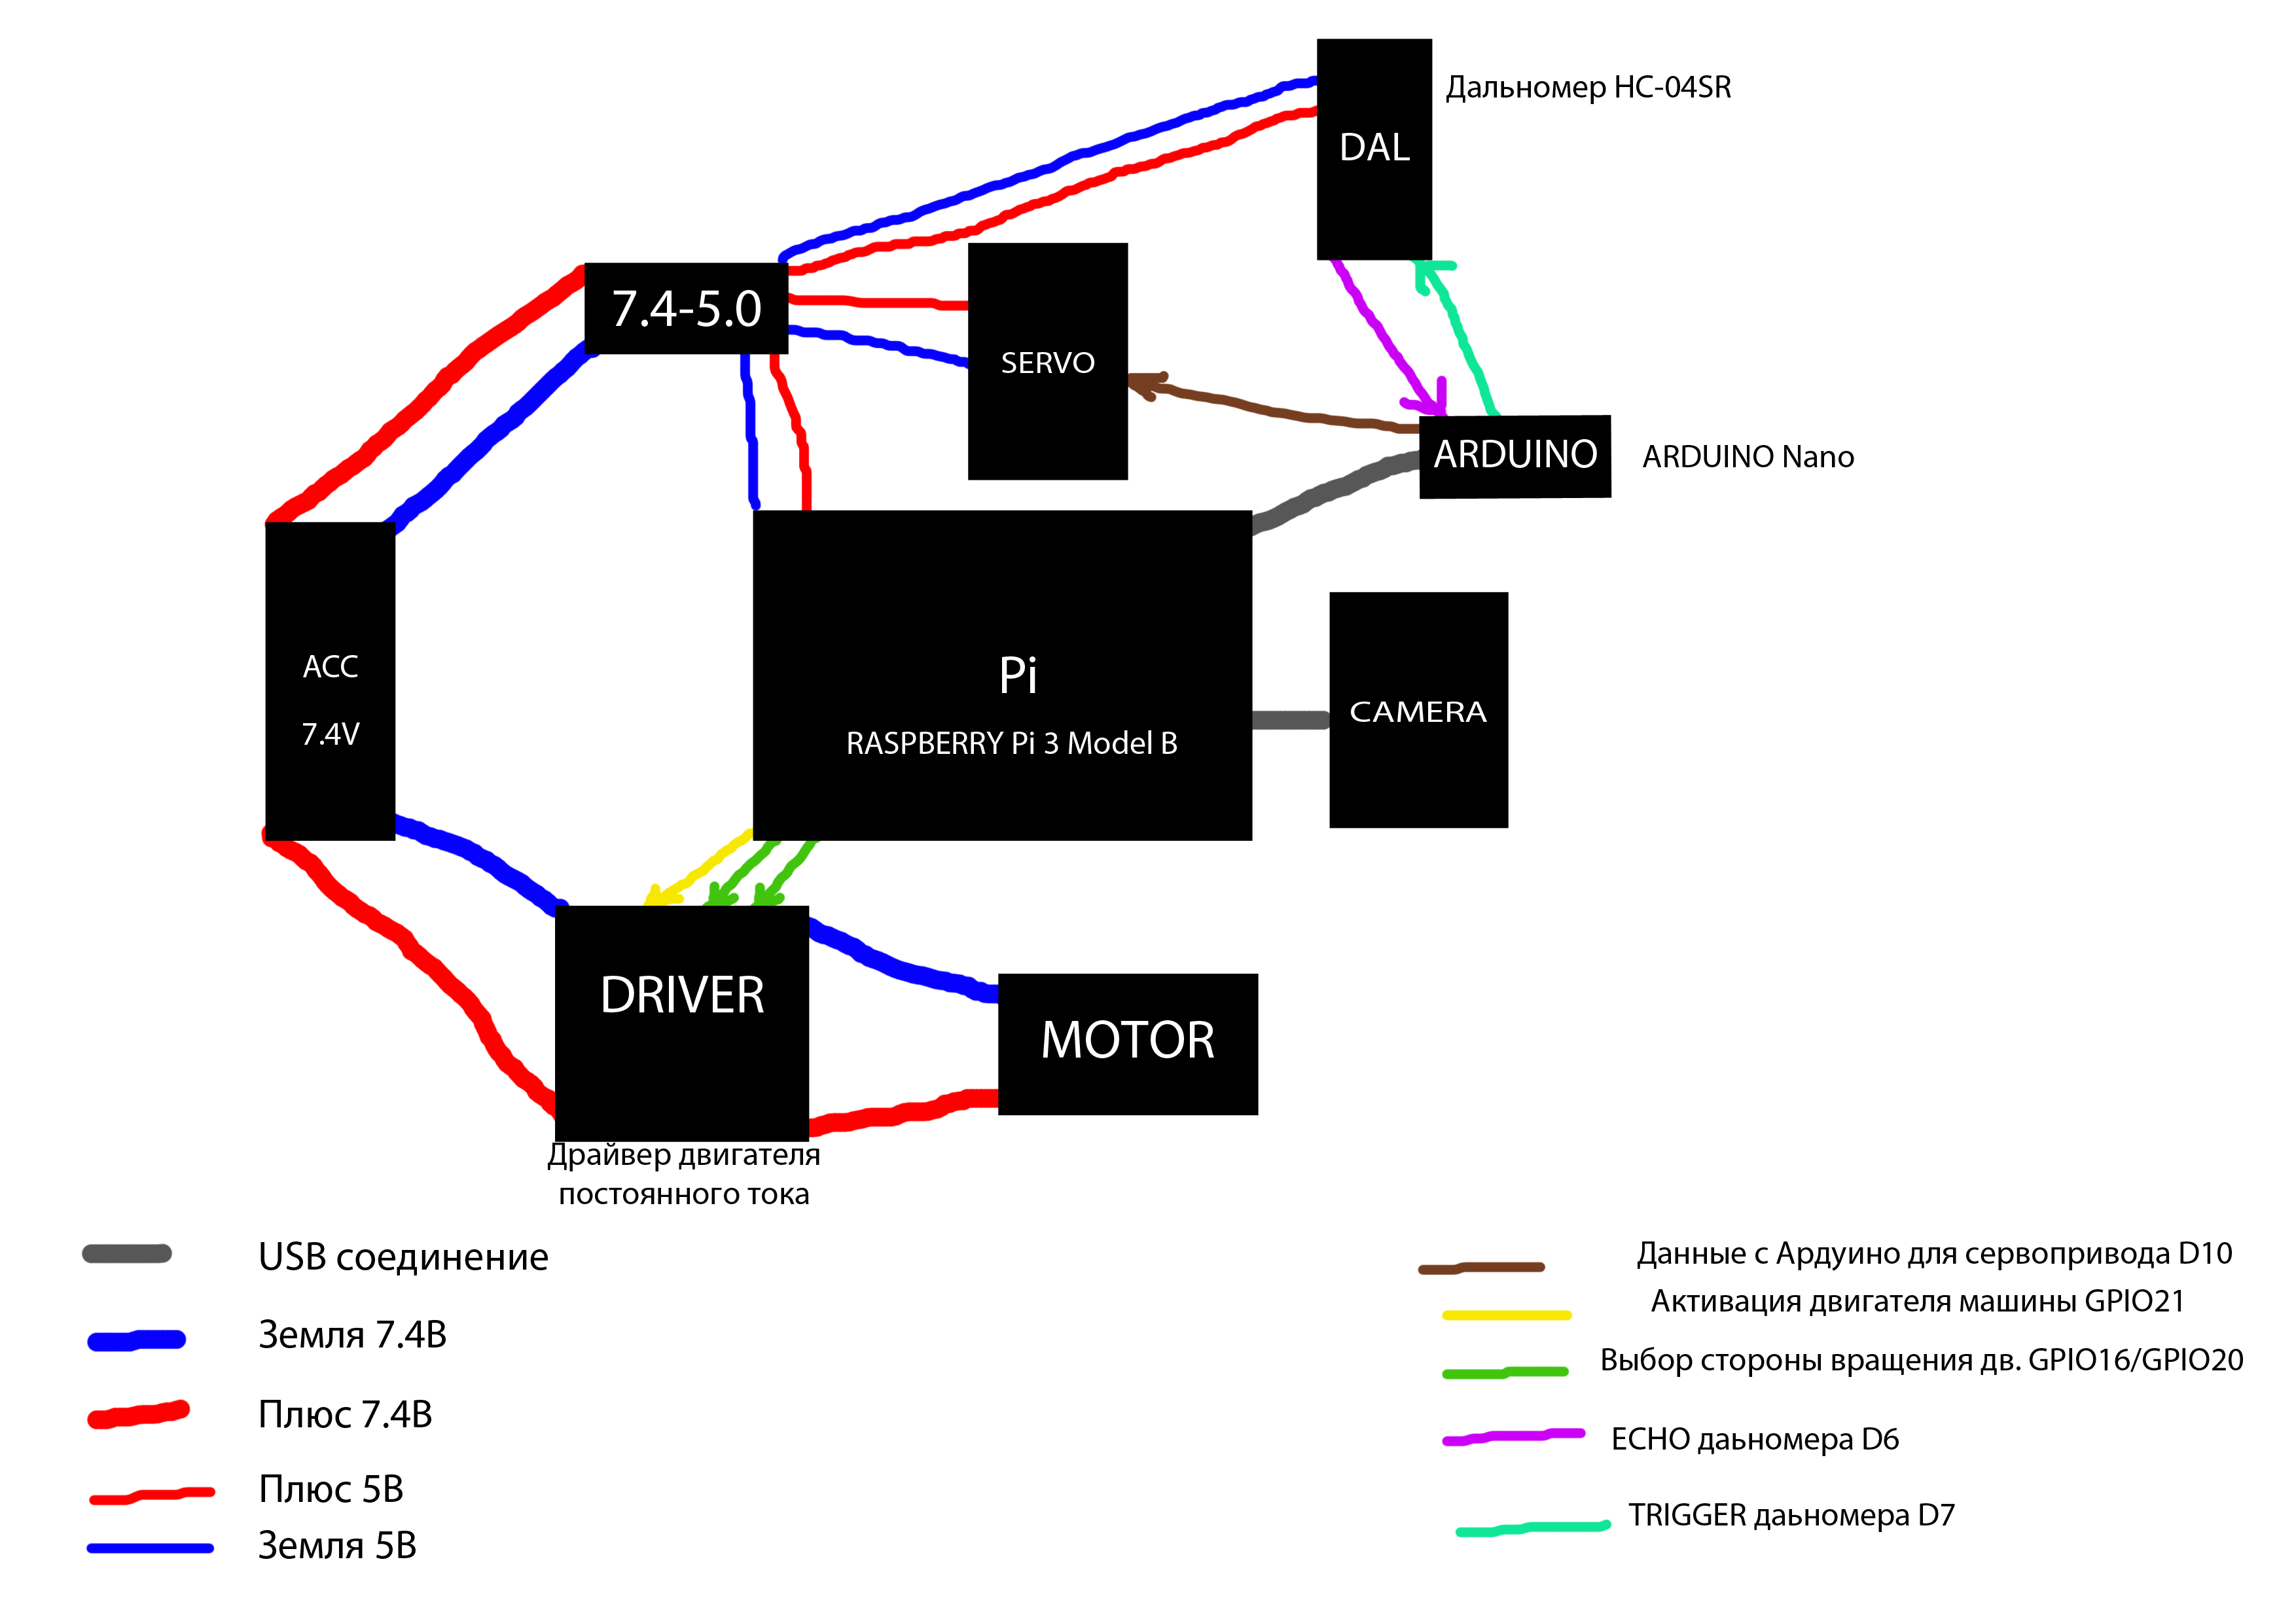 Дальномер HC-04SR
DAL
7.4-5.0
SERVO
ARDUINO
ARDUINO Nano
ACC
7.4V
Pi
RASPBERRY Pi 3 Model B
CAMERA
DRIVER
MOTOR
Драйвер двигателя
постоянного тока
USB соединение
Земля 7.4В
Плюс 7.4В
Плюс 5В
Земля 5В
Данные с Ардуино для сервопривода D10
Активация двигателя машины GPIO21
Выбор стороны вращения дв. GPIO16/GPIO20
ECHO даьномера D6
TRIGGER даьномера D7